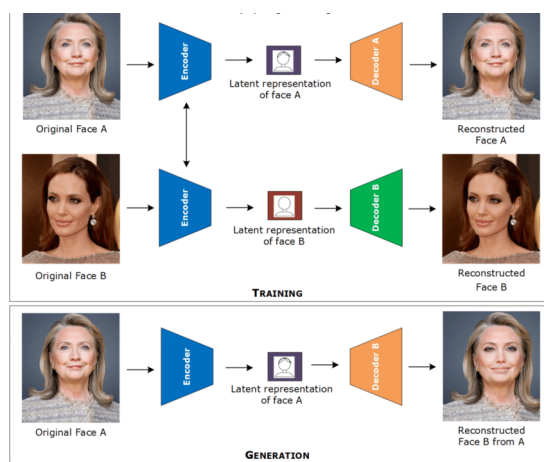 Encoder
Decoder A
Latent representation
of face A
Original Face A
Reconstructed
Face A
Encoder
Decoder B
Latent representation
of face B
Original Face B
Reconstructed
Face B
TRAINING
Encoder
Decoder B
Latent representation
of face A
Original Face A
Reconstructed
Face B from A
GENERATION